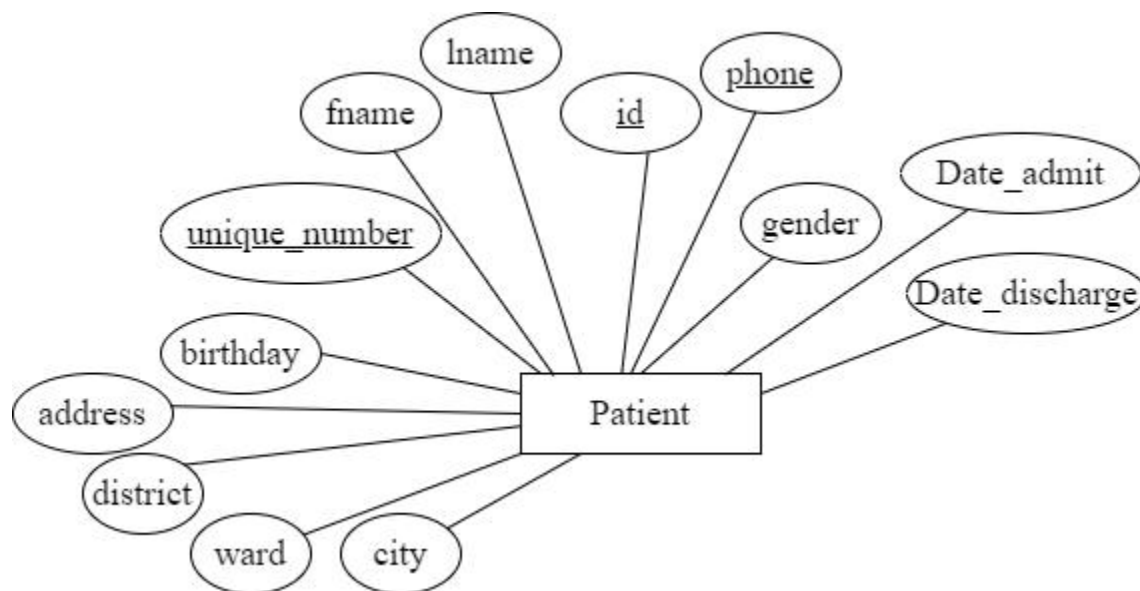 lname
phone
fname
id
Date_admit
unique_number
gender
Date_discharge
birthday
address
Patient
district
ward
city